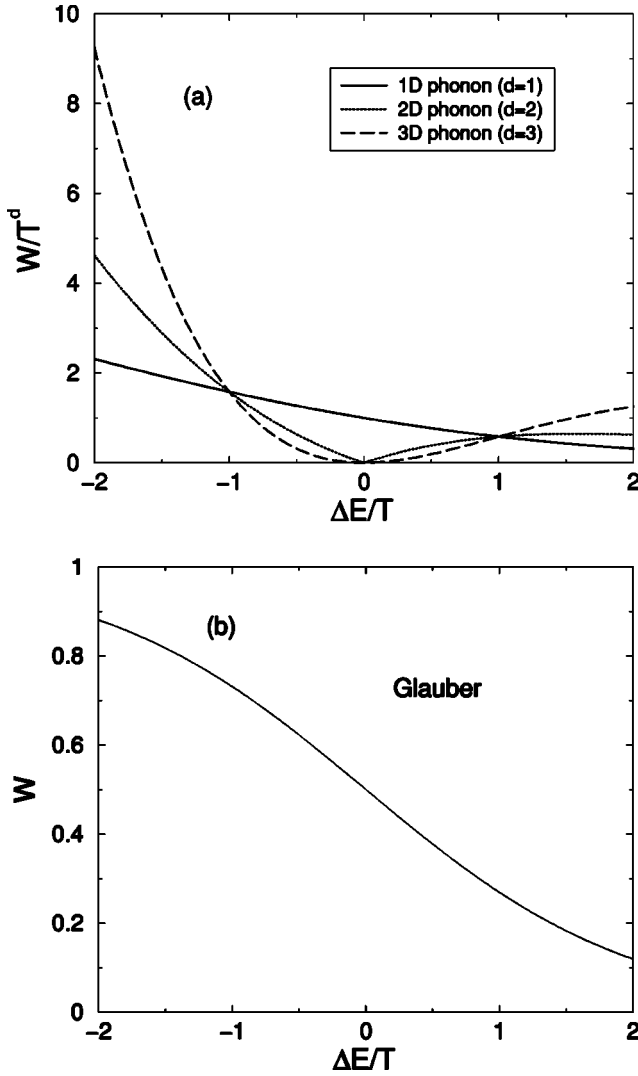 10
(a)
1D phonon (d=1)
2D phonon (d=2)
3D phonon (d=3)
8
6
W/T^d
4
2
0
−2 −1 0 1 2
ΔE/T
1
(b)
0.8
Glauber
0.6
W
0.4
0.2
0
−2 −1 0 1 2
ΔE/T